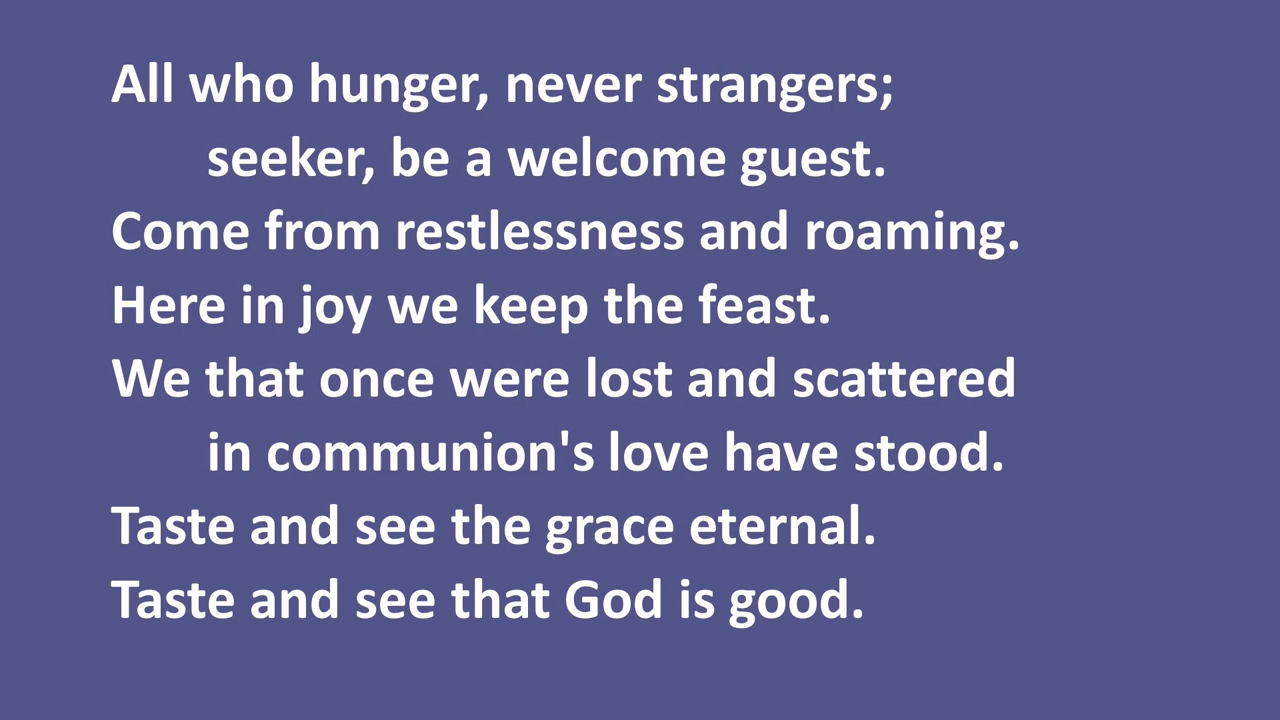 All who hunger, never strangers;
seeker, be a welcome guest.
Come from restlessness and roaming.
Here in joy we keep the feast.
We that once were lost and scattered
in communion's love have stood.
Taste and see the grace eternal.
Taste and see that God is good.